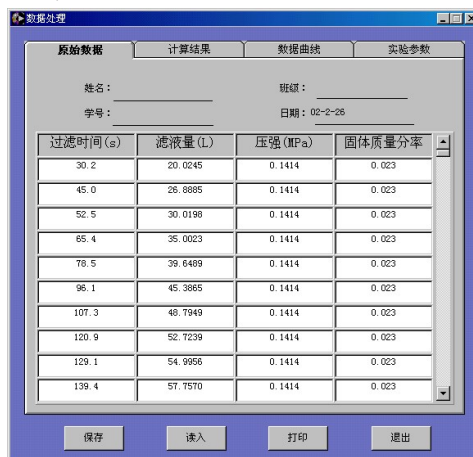 数据处理
原始数据 计算结果 数据曲线 实验参数
姓名： 班级：
学号： 日期：02-2-26
过滤时间(s) 滤液量(L) 压强(MPa) 固体质量分率
30.2 20.0245 0.1414 0.023
45.0 26.8885 0.1414 0.023
52.5 30.0198 0.1414 0.023
65.4 35.0023 0.1414 0.023
78.5 39.6489 0.1414 0.023
96.1 45.3865 0.1414 0.023
107.3 48.7949 0.1414 0.023
120.9 52.7239 0.1414 0.023
129.1 54.9956 0.1414 0.023
139.4 57.7570 0.1414 0.023
保存 读入 打印 退出